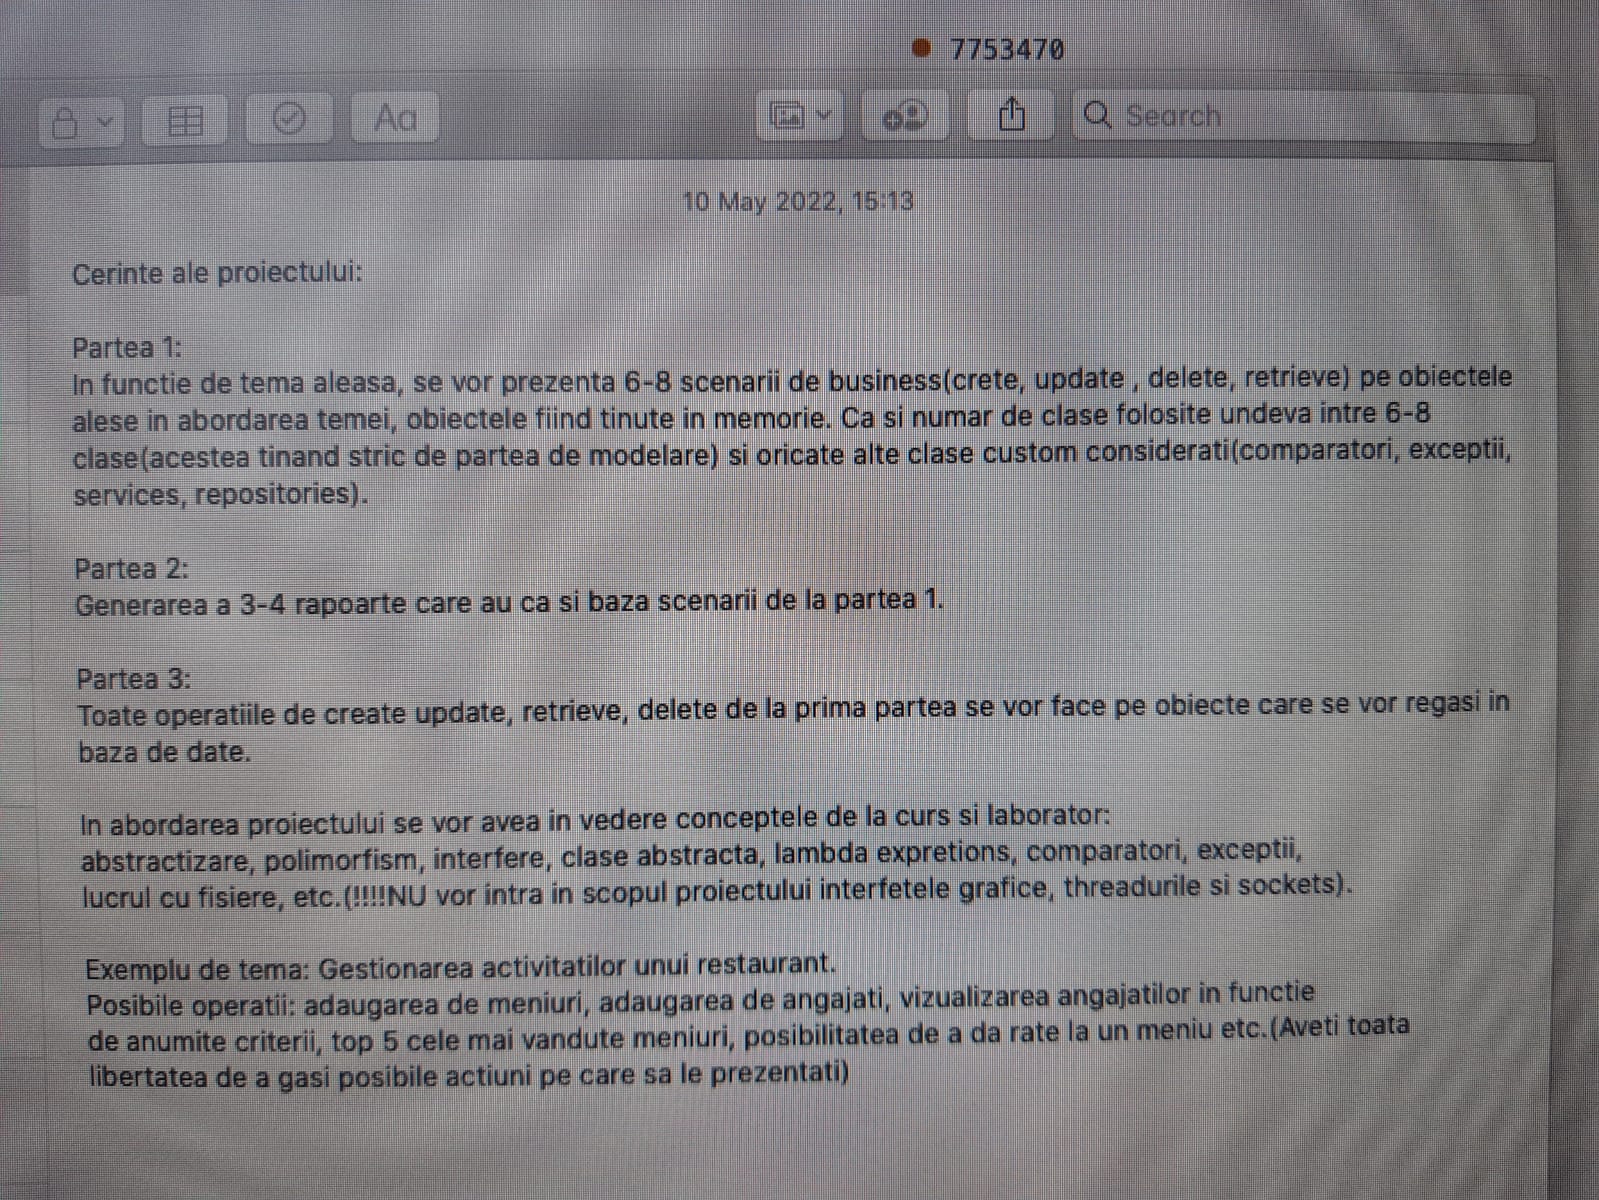 7753470
Aa
Search
10 May 2022, 15:13
Cerinte ale proiectului:
Partea 1:
In functie de tema aleasa, se vor prezenta 6-8 scenarii de business(crete, update , delete, retrieve) pe obiectele
alese in abordarea temei, obiectele fiind tinute in memorie. Ca si numar de clase folosite undeva intre 6-8
clase(acestea tinand stric de partea de modelare) si oricate alte clase custom considerati(comparatori, exceptii,
services, repositories).
Partea 2:
Generarea a 3-4 rapoarte care au ca si baza scenarii de la partea 1.
Partea 3:
Toate operatiile de create update, retrieve, delete de la prima partea se vor face pe obiecte care se vor regasi in
baza de date.
In abordarea proiectului se vor avea in vedere conceptele de la curs si laborator:
abstractizare, polimorfism, interfere, clase abstracta, lambda expretions, comparatori, exceptii,
lucrul cu fisiere, etc.(!!!!NU vor intra in scopul proiectului interfetele grafice, threadurile si sockets).
Exemplu de tema: Gestionarea activitatilor unui restaurant.
Posibile operatii: adaugarea de meniuri, adaugarea de angajati, vizualizarea angajatilor in functie
de anumite criterii, top 5 cele mai vandute meniuri, posibilitatea de a da rate la un meniu etc.(Aveti toata
libertatea de a gasi posibile actiuni pe care sa le prezentati)